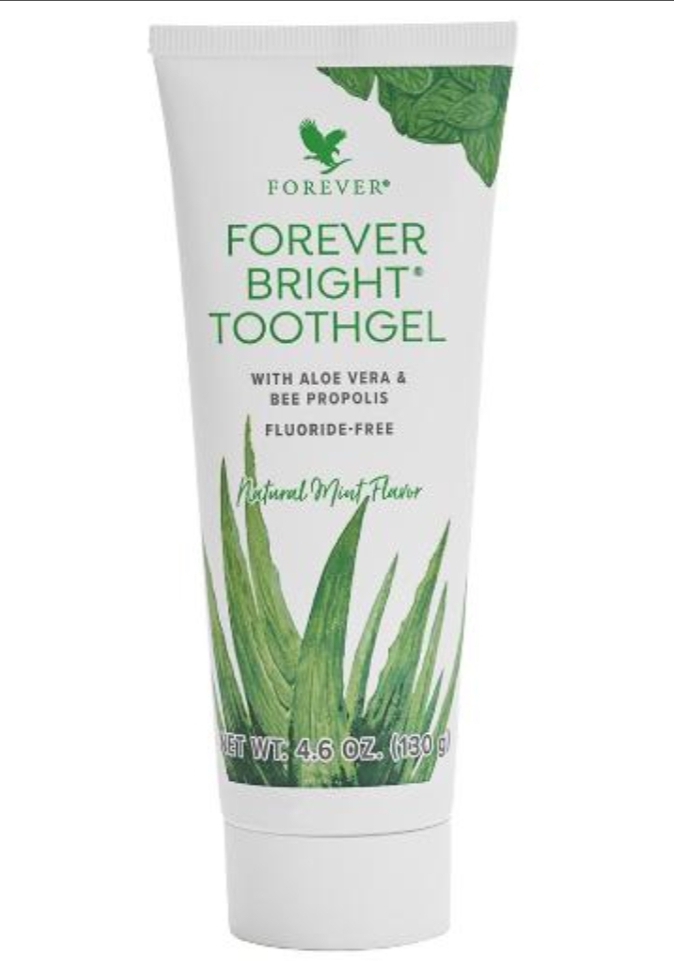 FOREVER®
FOREVER
BRIGHT®
TOOTHGEL
WITH ALOE VERA &
BEE PROPOLIS
FLUORIDE-FREE
Natural Mint Flavor
NET WT. 4.6 OZ. (130 g)